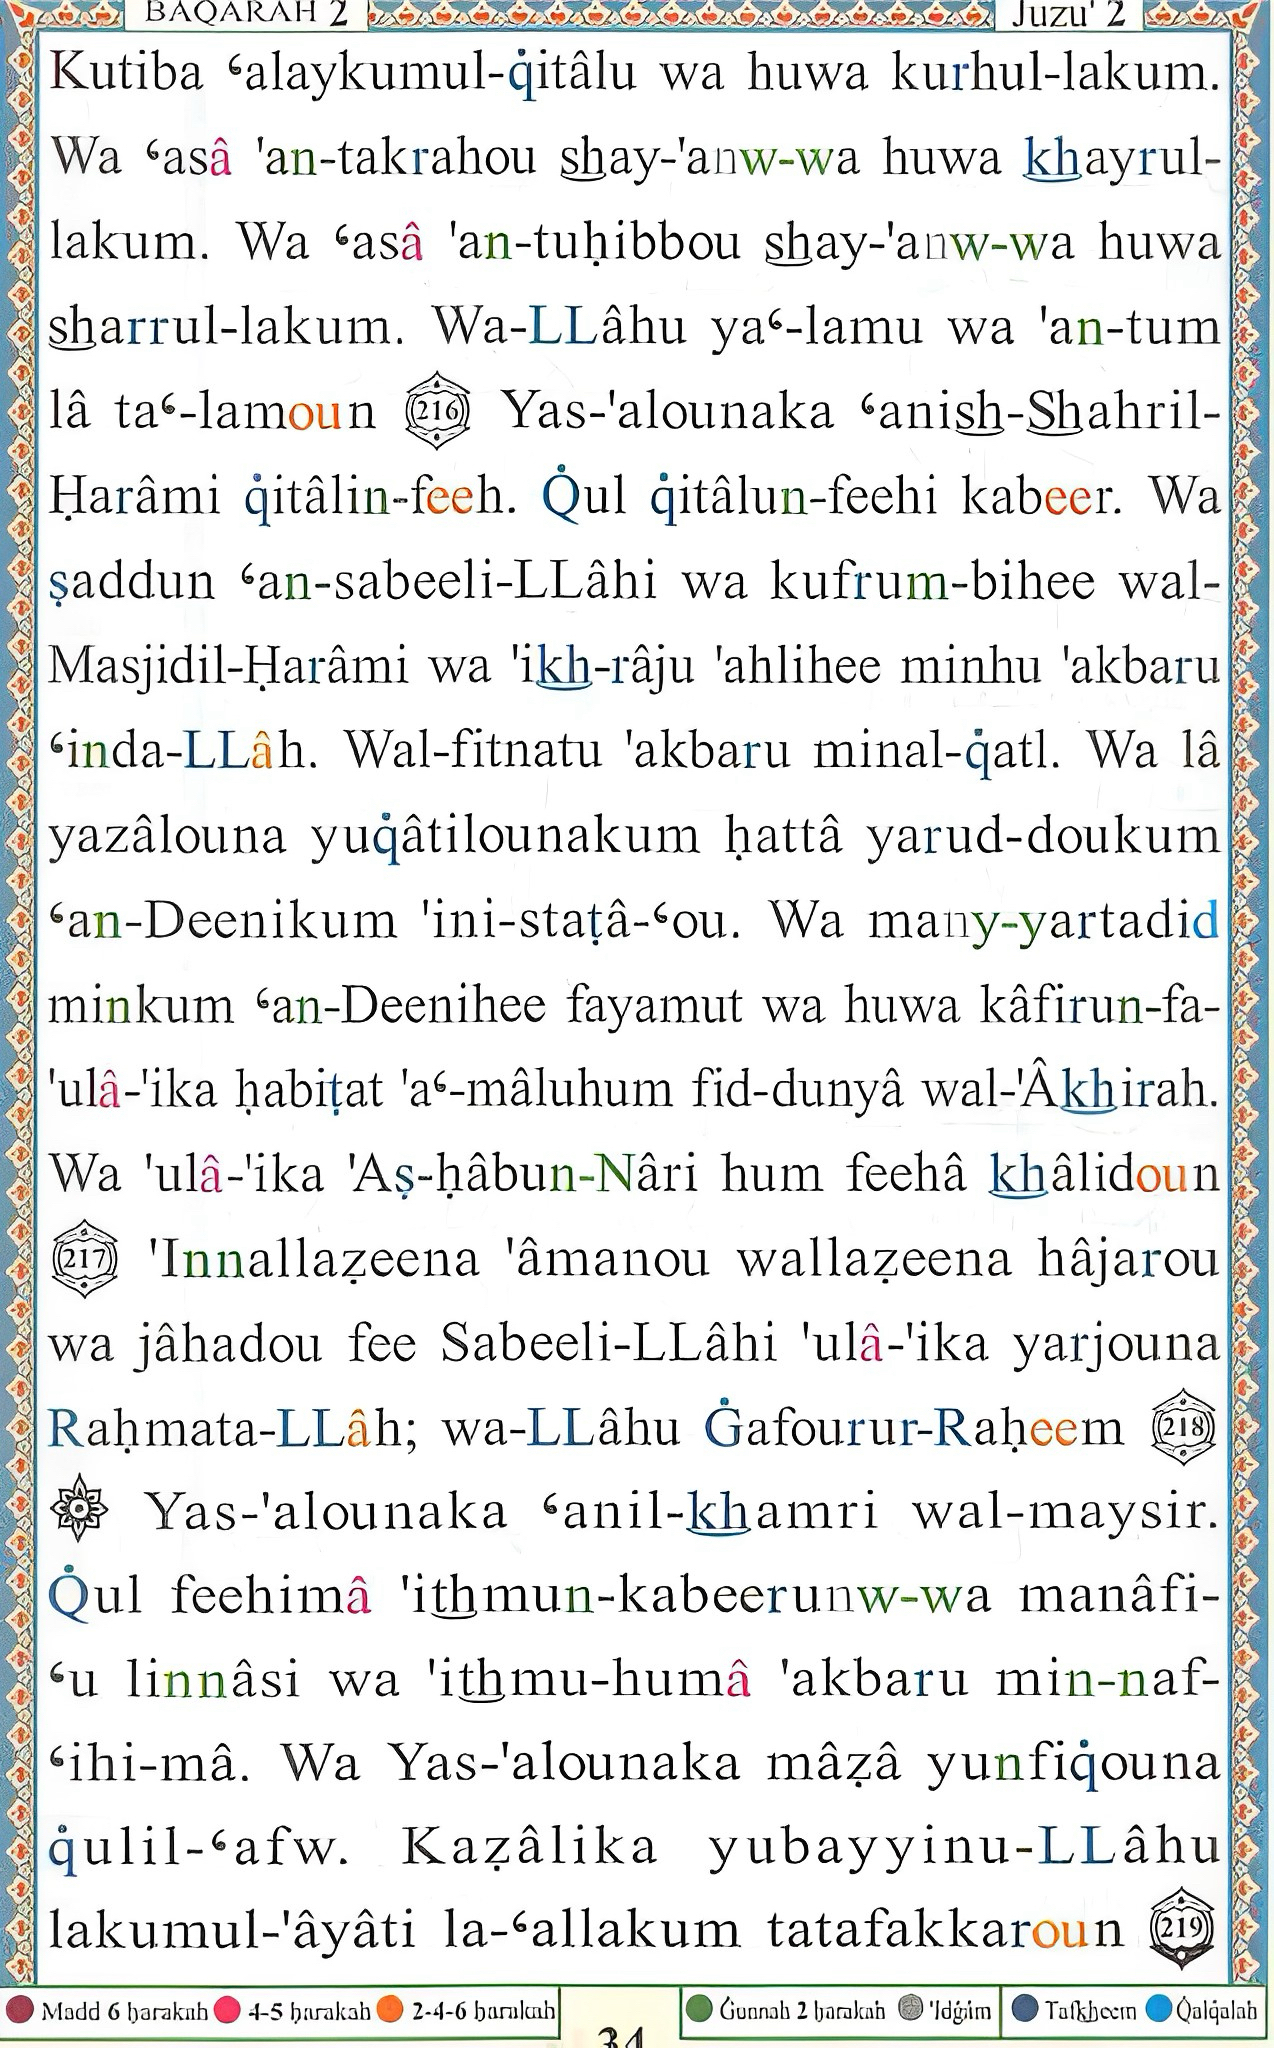 BAQARAH 2 Juzu' 2
Kutiba ʿalaykumul-q̇itâlu wa huwa kurhul-lakum.
Wa ʿasâ 'an-takrahou shay-'anw-wa huwa khayrul-
lakum. Wa ʿasâ 'an-tuḥibbou shay-'anw-wa huwa
sharrul-lakum. Wa-LLâhu yaʿ-lamu wa 'an-tum
lâ taʿ-lamoun 216 Yas-'alounaka ʿanish-Shahril-
Ḥarâmi q̇itâlin-feeh. Q̇ul q̇itâlun-feehi kabeer. Wa
ṣaddun ʿan-sabeeli-LLâhi wa kufrum-bihee wal-
Masjidil-Ḥarâmi wa 'ikh-râju 'ahlihee minhu 'akbaru
ʿinda-LLâh. Wal-fitnatu 'akbaru minal-q̇atl. Wa lâ
yazâlouna yuq̇âtilounakum ḥattâ yarud-doukum
ʿan-Deenikum 'ini-staṭâ-ʿou. Wa many-yartadid
minkum ʿan-Deenihee fayamut wa huwa kâfirun-fa-
'ulâ-'ika ḥabiṭat 'aʿ-mâluhum fid-dunyâ wal-'Âkhirah.
Wa 'ulâ-'ika 'Aṣ-ḥâbun-Nâri hum feehâ khâlidoun
217 'Innallaẓeena 'âmanou wallaẓeena hâjarou
wa jâhadou fee Sabeeli-LLâhi 'ulâ-'ika yarjouna
Raḥmata-LLâh; wa-LLâhu Ġafourur-Raḥeem 218
Yas-'alounaka ʿanil-khamri wal-maysir.
Q̇ul feehimâ 'ithmun-kabeerunw-wa manâfi-
ʿu linnâsi wa 'ithmu-humâ 'akbaru min-naf-
ʿihi-mâ. Wa Yas-'alounaka mâẓâ yunfiq̇ouna
q̇ulil-ʿafw. Kaẓâlika yubayyinu-LLâhu
lakumul-'âyâti la-ʿallakum tatafakkaroun 219
Madd 6 ḥarakah 4-5 ḥarakah 2-4-6 ḥarakah Ġunnah 2 ḥarakah 'Idġâm Tafkheem Q̇alq̇alah
34